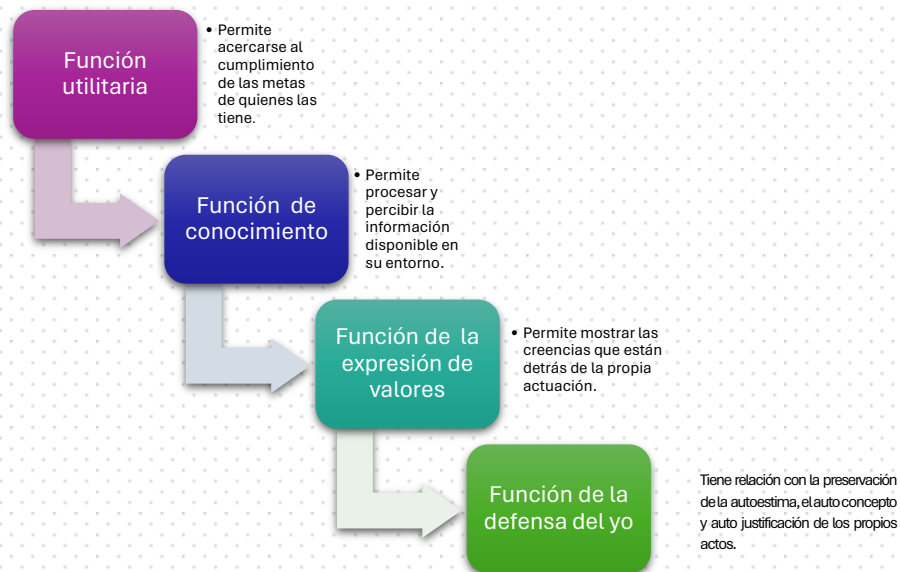 Función
utilitaria
• Permite
acercarse al
cumplimiento
de las metas
de quienes las
tiene.
Función de
conocimiento
• Permite
procesar y
percibir la
información
disponible en
su entorno.
Función de la
expresión de
valores
• Permite mostrar las
creencias que están
detrás de la propia
actuación.
Función de la
defensa del yo
Tiene relación con la preservación
de la autoestima, el auto concepto
y auto justificación de los propios
actos.